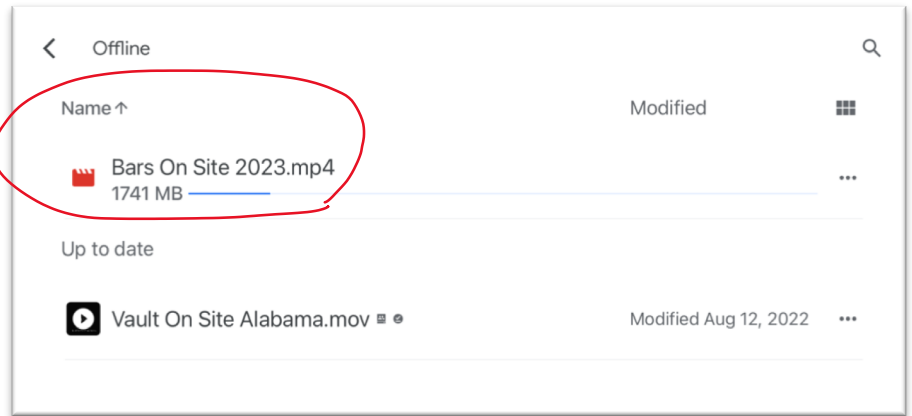 Offline
Name ↑ Modified
Bars On Site 2023.mp4
1741 MB
Up to date
Vault On Site Alabama.mov Modified Aug 12, 2022